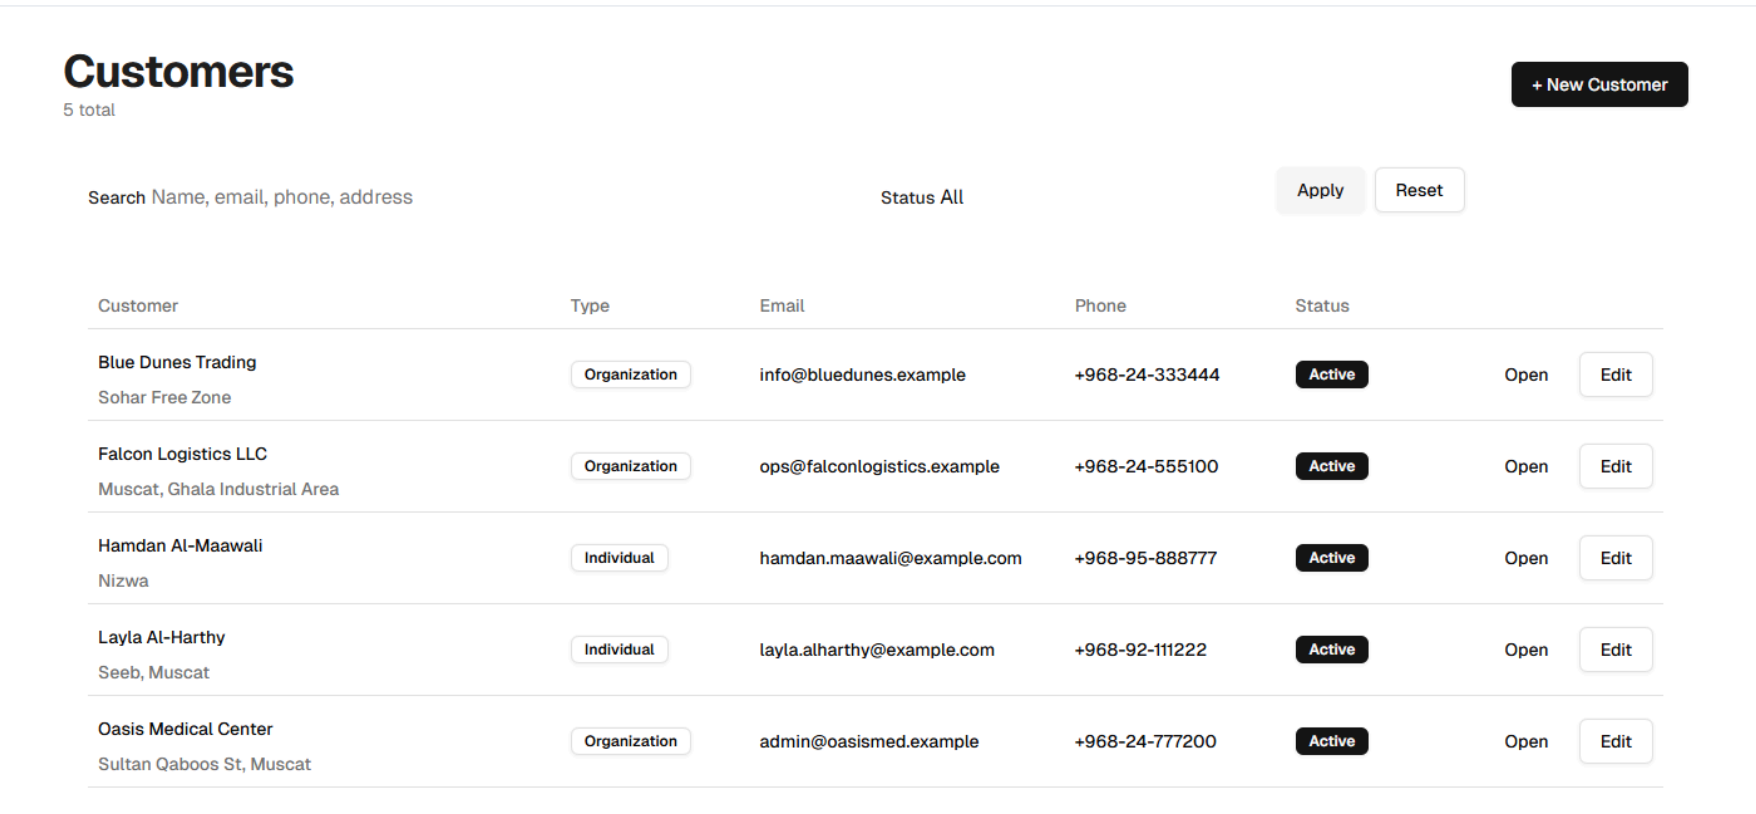 Customers
5 total
+ New Customer
Search Name, email, phone, address
Status All
Apply
Reset
Customer Type Email Phone Status
Blue Dunes Trading
Sohar Free Zone
Organization info@bluedunes.example +968-24-333444 Active Open Edit
Falcon Logistics LLC
Muscat, Ghala Industrial Area
Organization ops@falconlogistics.example +968-24-555100 Active Open Edit
Hamdan Al-Maawali
Nizwa
Individual hamdan.maawali@example.com +968-95-888777 Active Open Edit
Layla Al-Harthy
Seeb, Muscat
Individual layla.alharthy@example.com +968-92-111222 Active Open Edit
Oasis Medical Center
Sultan Qaboos St, Muscat
Organization admin@oasismed.example +968-24-777200 Active Open Edit